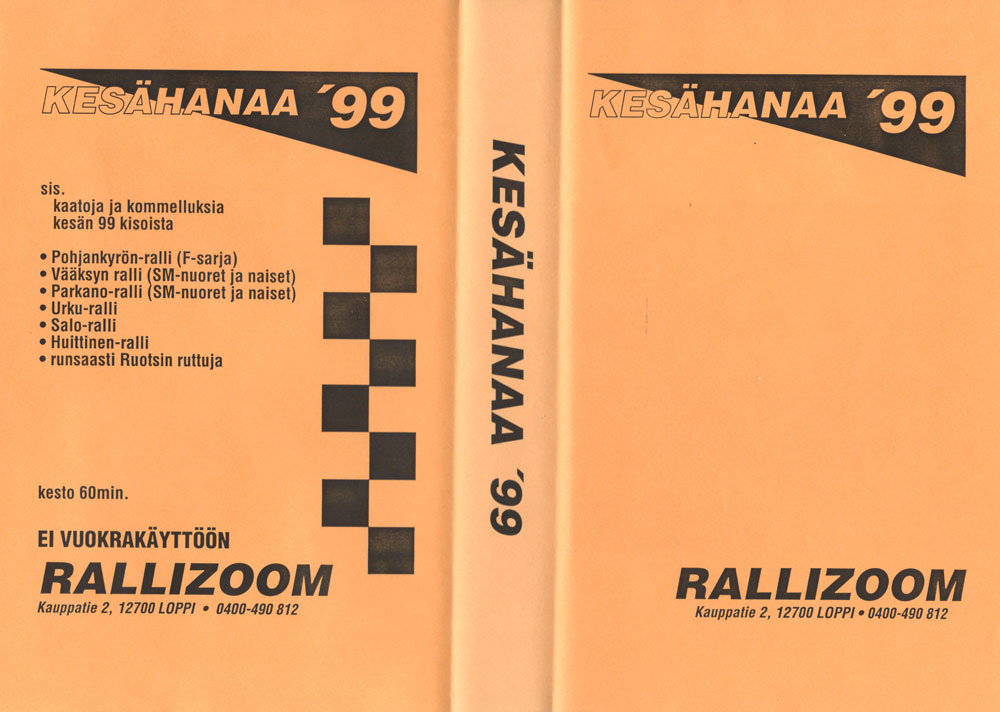 KESÄHANAA ´99
sis.
kaatoja ja kommelluksia
kesän 99 kisoista
• Pohjankyrön-ralli (F-sarja)
• Vääksyn ralli (SM-nuoret ja naiset)
• Parkano-ralli (SM-nuoret ja naiset)
• Urku-ralli
• Salo-ralli
• Huittinen-ralli
• runsaasti Ruotsin ruttuja
kesto 60min.
EI VUOKRAKÄYTTÖÖN
RALLIZOOM
Kauppatie 2, 12700 LOPPI • 0400-490 812
KESÄHANAA ´99
KESÄHANAA ´99
RALLIZOOM
Kauppatie 2, 12700 LOPPI • 0400-490 812